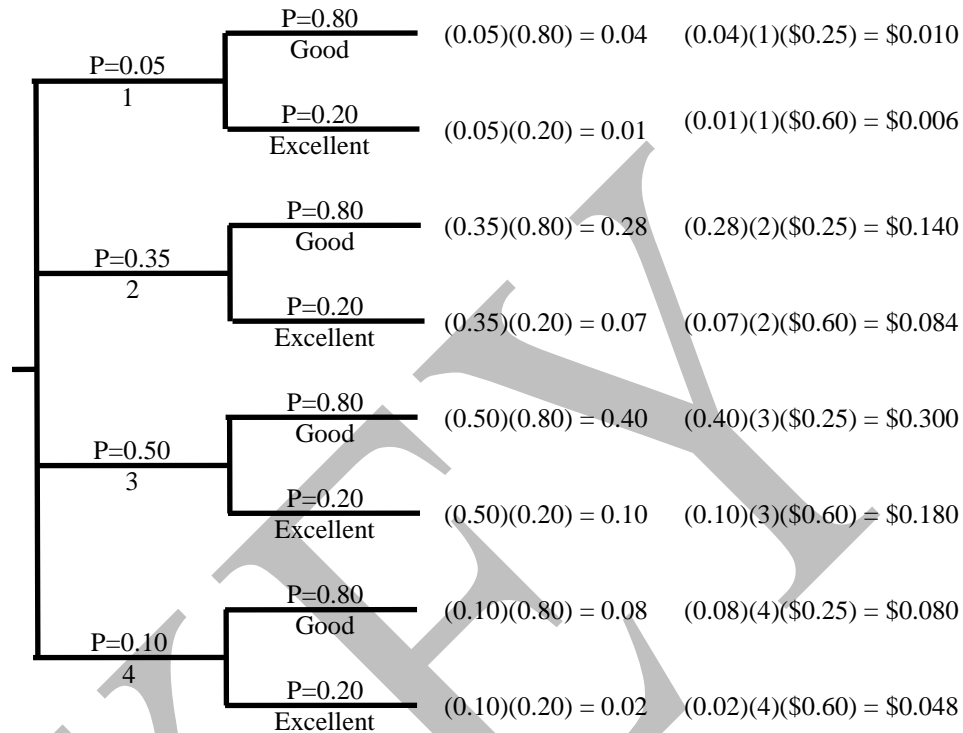 P=0.80
Good
(0.05)(0.80) = 0.04 (0.04)(1)($0.25) = $0.010
P=0.05
1
P=0.20
Excellent
(0.05)(0.20) = 0.01 (0.01)(1)($0.60) = $0.006
P=0.80
Good
(0.35)(0.80) = 0.28 (0.28)(2)($0.25) = $0.140
P=0.35
2
P=0.20
Excellent
(0.35)(0.20) = 0.07 (0.07)(2)($0.60) = $0.084
P=0.80
Good
(0.50)(0.80) = 0.40 (0.40)(3)($0.25) = $0.300
P=0.50
3
P=0.20
Excellent
(0.50)(0.20) = 0.10 (0.10)(3)($0.60) = $0.180
P=0.80
Good
(0.10)(0.80) = 0.08 (0.08)(4)($0.25) = $0.080
P=0.10
4
P=0.20
Excellent
(0.10)(0.20) = 0.02 (0.02)(4)($0.60) = $0.048
KEY